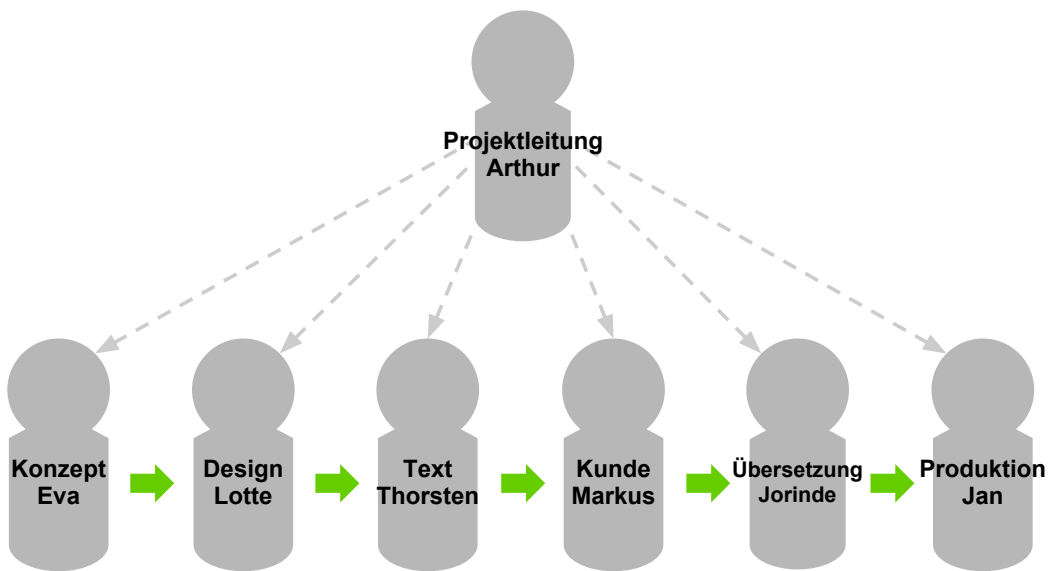 Projektleitung
Arthur
Konzept
Eva
Design
Lotte
Text
Thorsten
Kunde
Markus
Übersetzung
Jorinde
Produktion
Jan